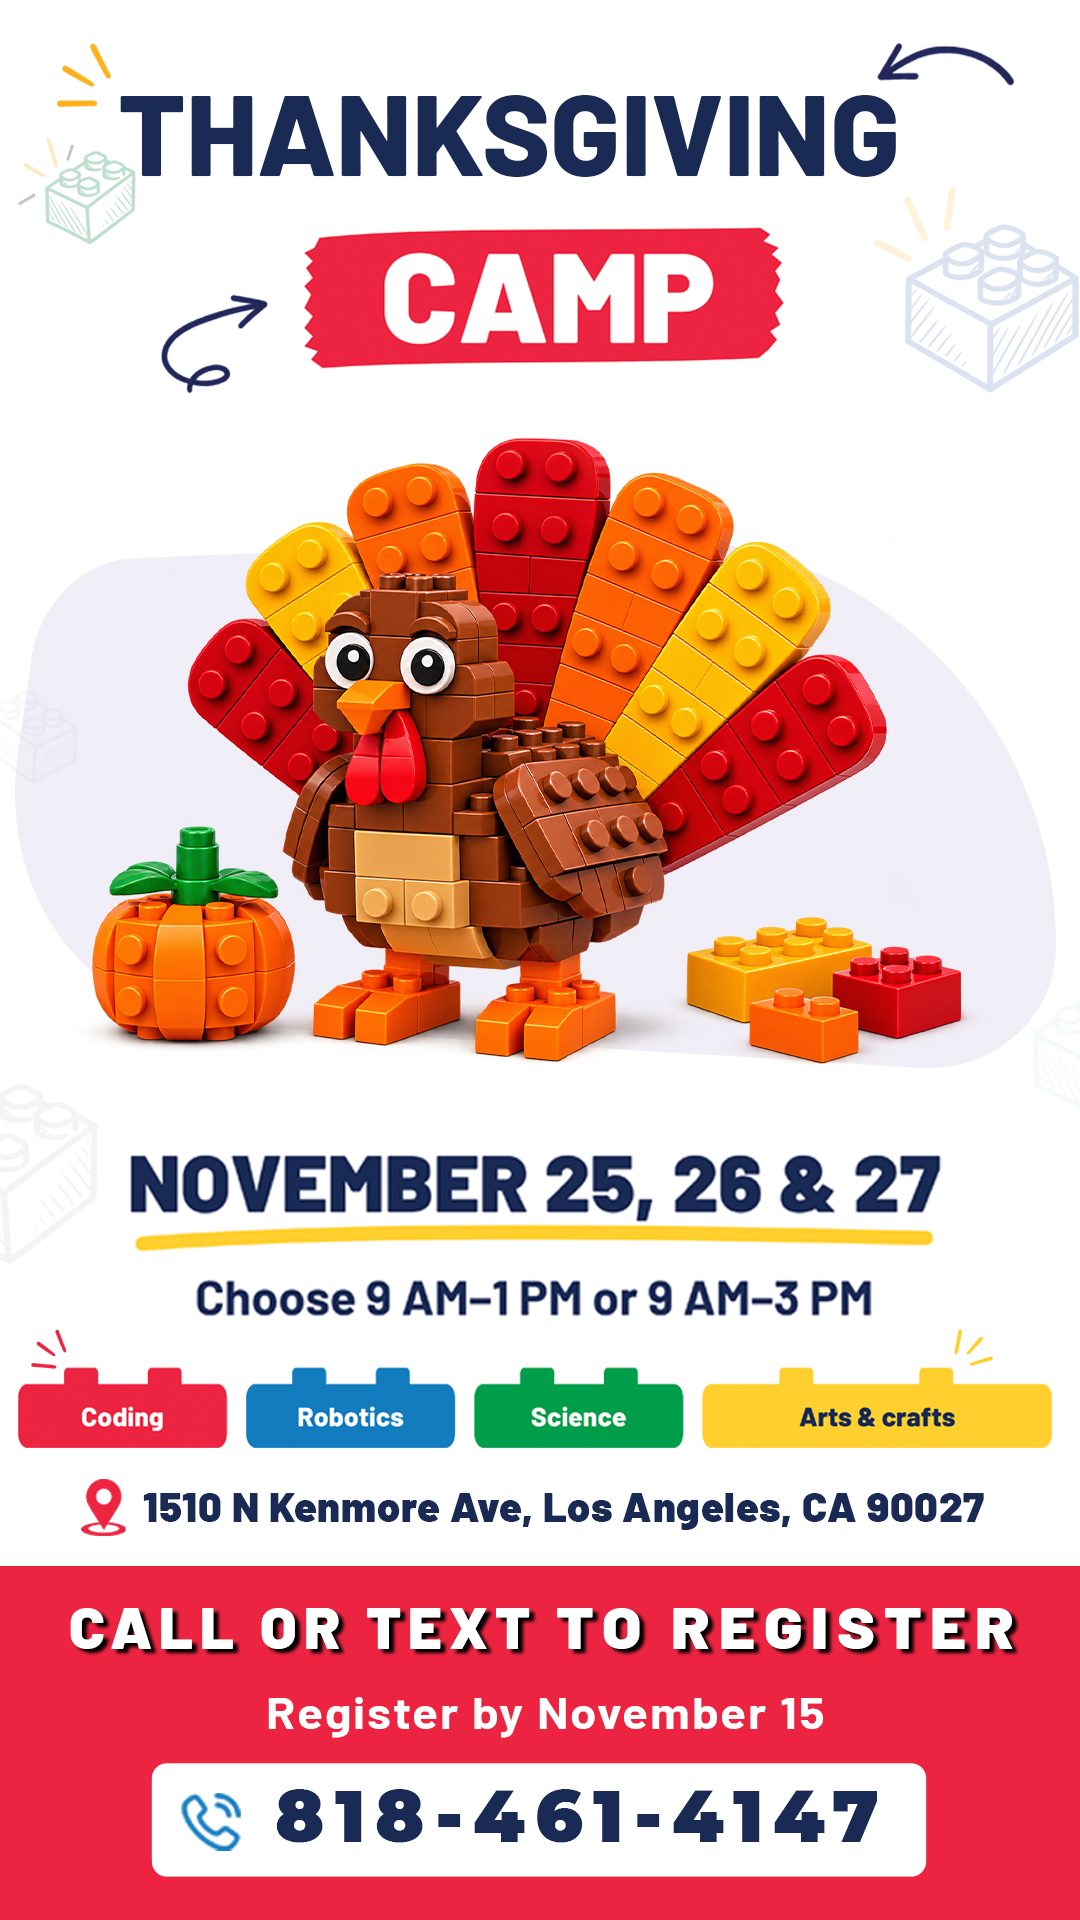 THANKSGIVING
CAMP
NOVEMBER 25, 26 & 27
Choose 9 AM–1 PM or 9 AM–3 PM
Coding
Robotics
Science
Arts & crafts
1510 N Kenmore Ave, Los Angeles, CA 90027
CALL OR TEXT TO REGISTER
Register by November 15
818-461-4147